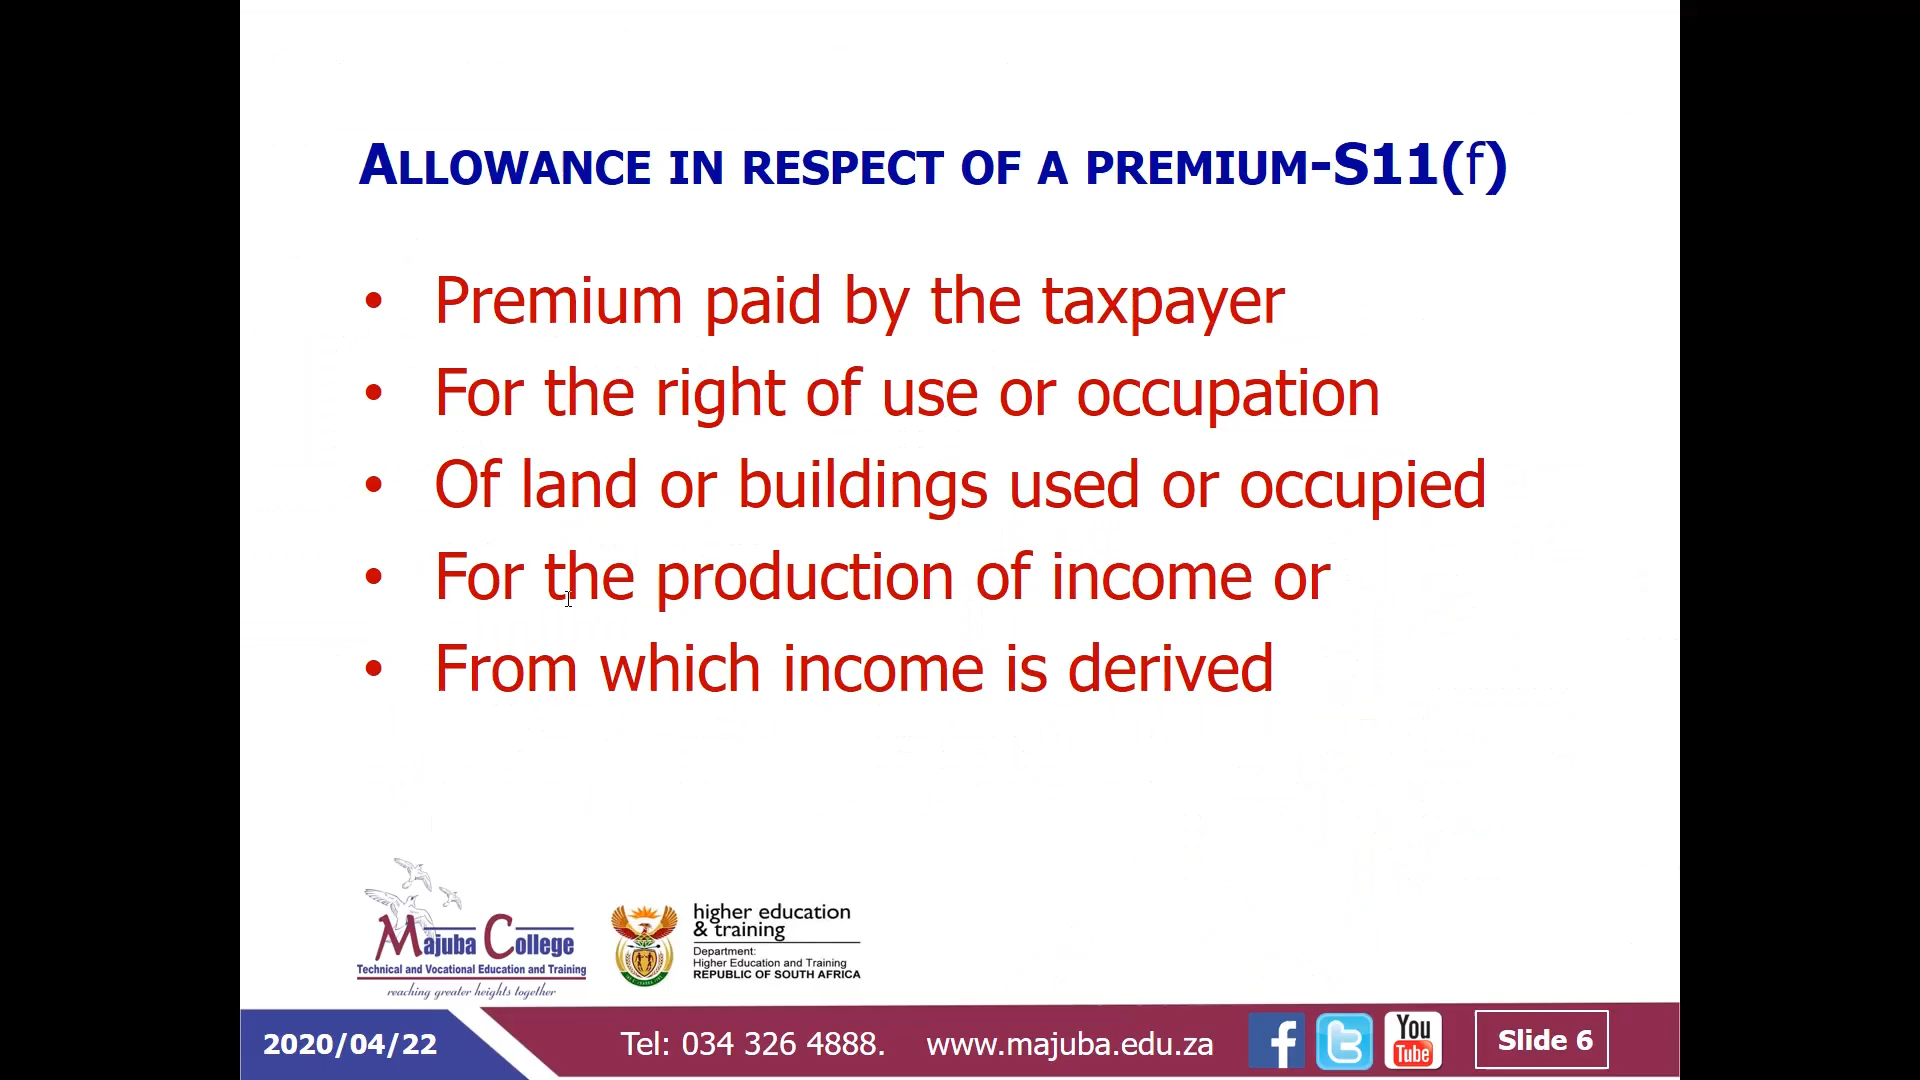 ALLOWANCE IN RESPECT OF A PREMIUM-S11(f)
• Premium paid by the taxpayer
• For the right of use or occupation
• Of land or buildings used or occupied
• For the production of income or
• From which income is derived
Majuba College
Technical and Vocational Education and Training
reaching greater heights together
higher education
& training
Department:
Higher Education and Training
REPUBLIC OF SOUTH AFRICA
2020/04/22
Tel: 034 326 4888. www.majuba.edu.za
You
Tube
Slide 6